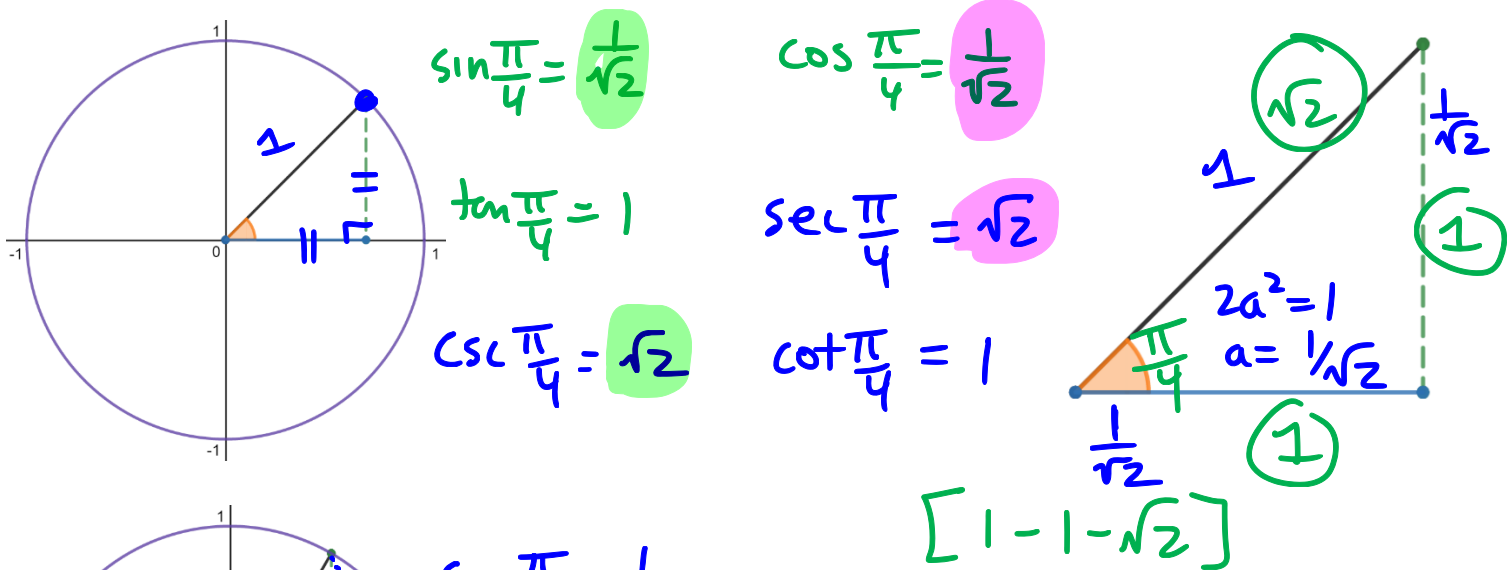 1
1
-1
0
1
-1
sin π/4 = 1/√2
cos π/4 = 1/√2
tan π/4 = 1
sec π/4 = √2
csc π/4 = √2
cot π/4 = 1
√2
1
1/√2
1
2a² = 1
a = 1/√2
π/4
1/√2
1
[1 - 1 - √2]
1
π